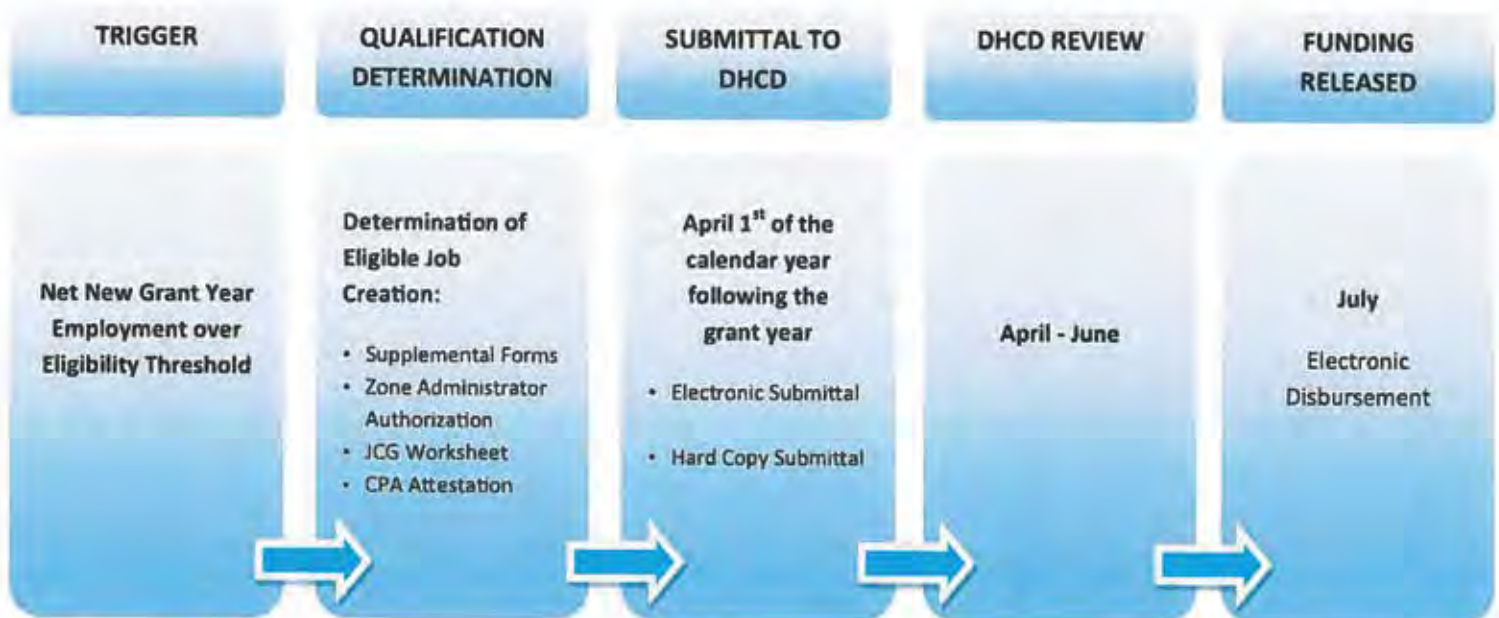 TRIGGER
QUALIFICATION
DETERMINATION
SUBMITTAL TO
DHCD
DHCD REVIEW
FUNDING
RELEASED
Net New Grant Year
Employment over
Eligibility Threshold
Determination of
Eligible Job
Creation:
• Supplemental Forms
• Zone Administrator
Authorization
• JCG Worksheet
• CPA Attestation
April 1st of the
calendar year
following the
grant year
• Electronic Submittal
• Hard Copy Submittal
April - June
July
Electronic
Disbursement